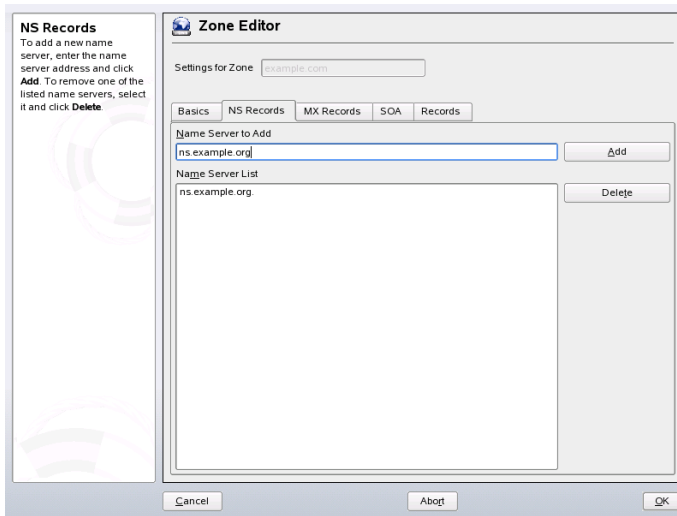 NS Records
To add a new name
server, enter the name
server address and click
Add. To remove one of the
listed name servers, select
it and click Delete.
Zone Editor
Settings for Zone example.com
Basics NS Records MX Records SOA Records
Name Server to Add
ns.example.org Add
Name Server List
ns.example.org. Delete
Cancel Abort OK